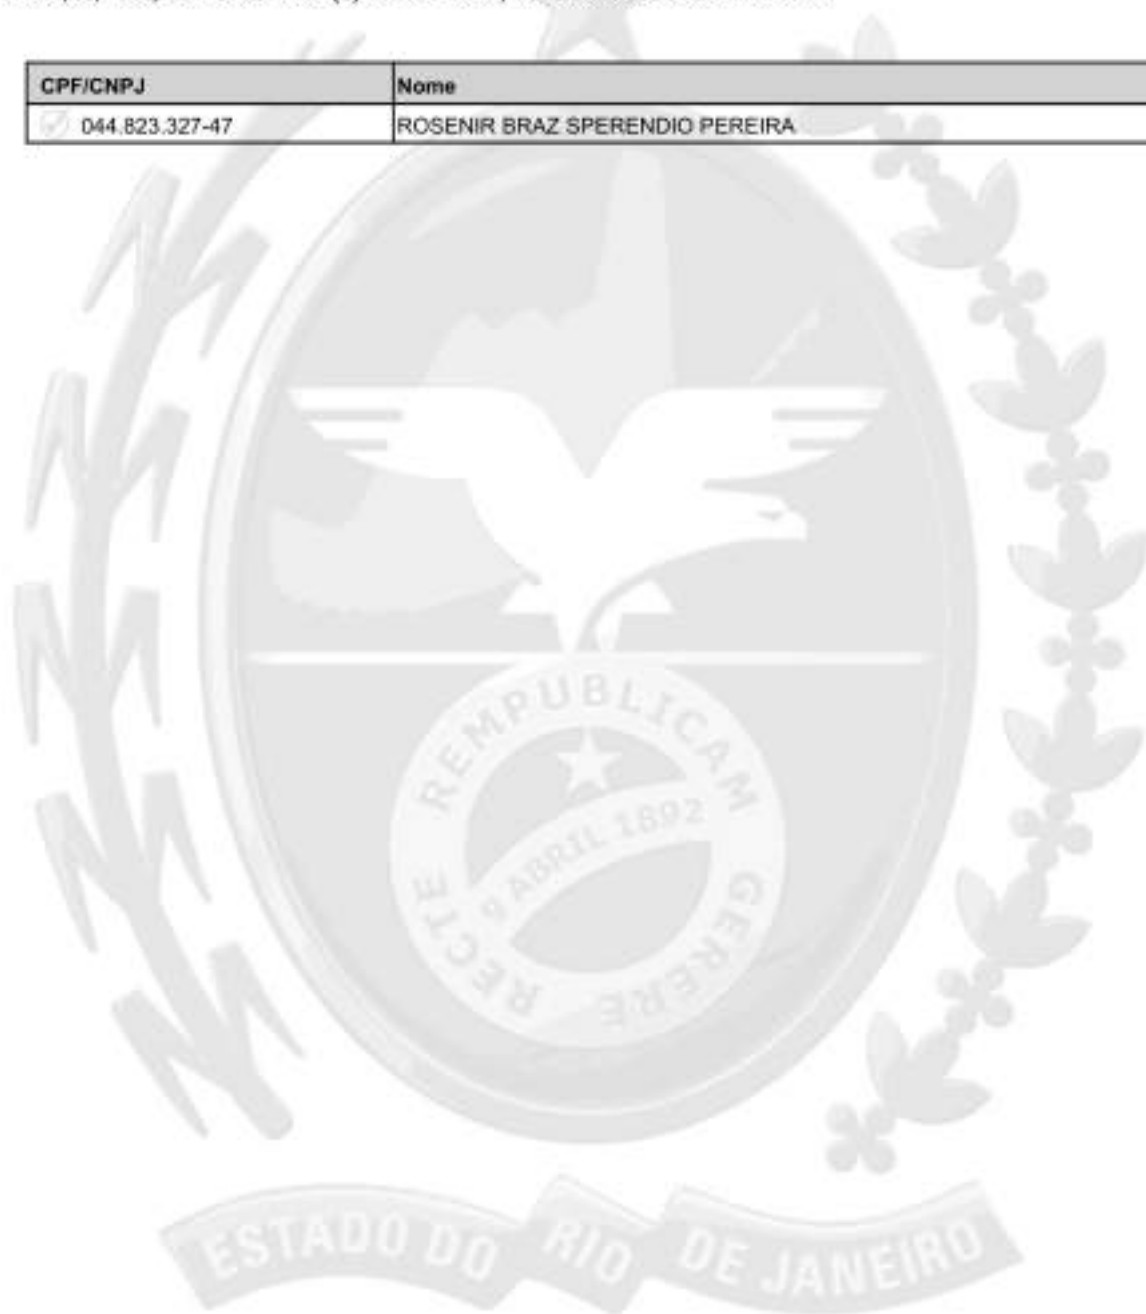 CPF/CNPJ Nome
044.823.327-47 ROSENIR BRAZ SPERENDIO PEREIRA
RECTE REMPUBLICAM GERERE
9 ABRIL 1892
ESTADO DO RIO DE JANEIRO